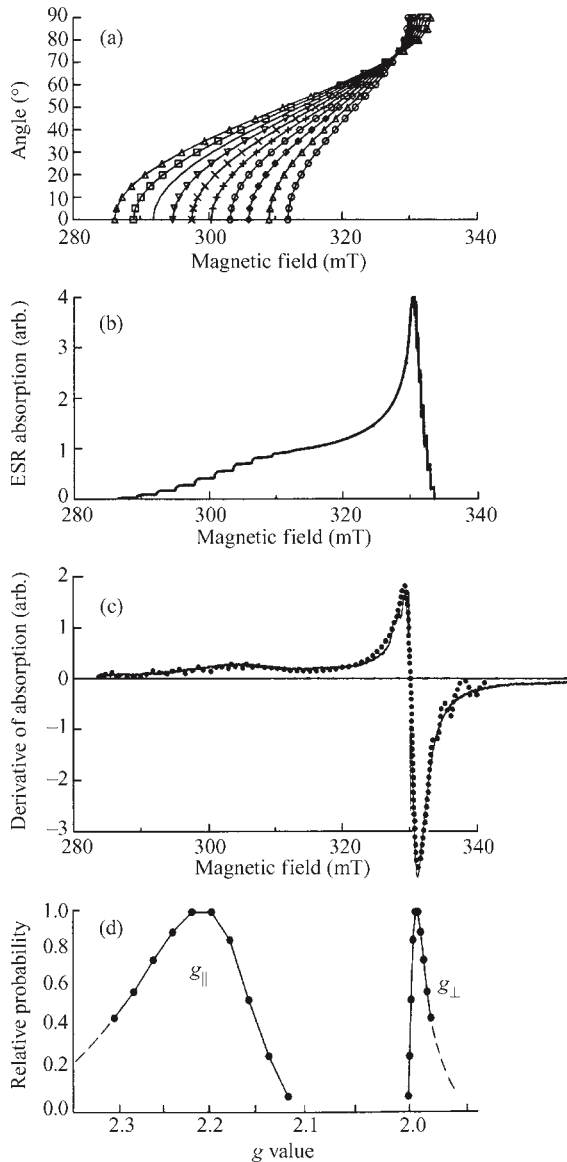 90
80
70
60
50
40
30
20
10
0
Angle (°)
(a)
280 300 320 340
Magnetic field (mT)
4
3
2
1
0
ESR absorption (arb.)
(b)
280 300 320 340
Magnetic field (mT)
2
1
0
−1
−2
−3
Derivative of absorption (arb.)
(c)
280 300 320 340
Magnetic field (mT)
1.0
0.8
0.6
0.4
0.2
0.0
Relative probability
(d)
g∥
g⊥
2.3 2.2 2.1 2.0
g value